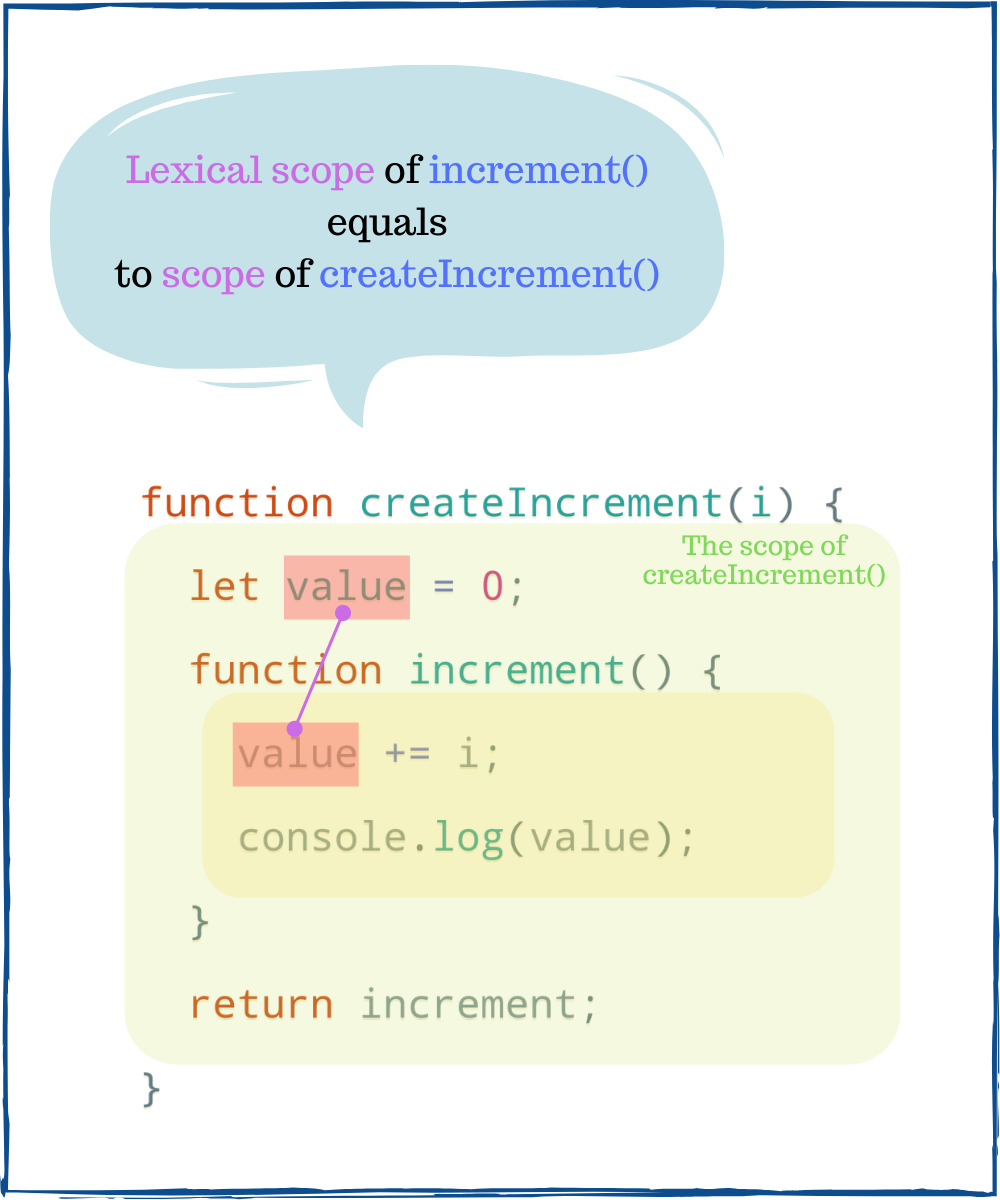 Lexical scope of increment()
equals
to scope of createIncrement()
function createIncrement(i) {
The scope of
createIncrement()
let value = 0;
function increment() {
value += i;
console.log(value);
}
return increment;
}